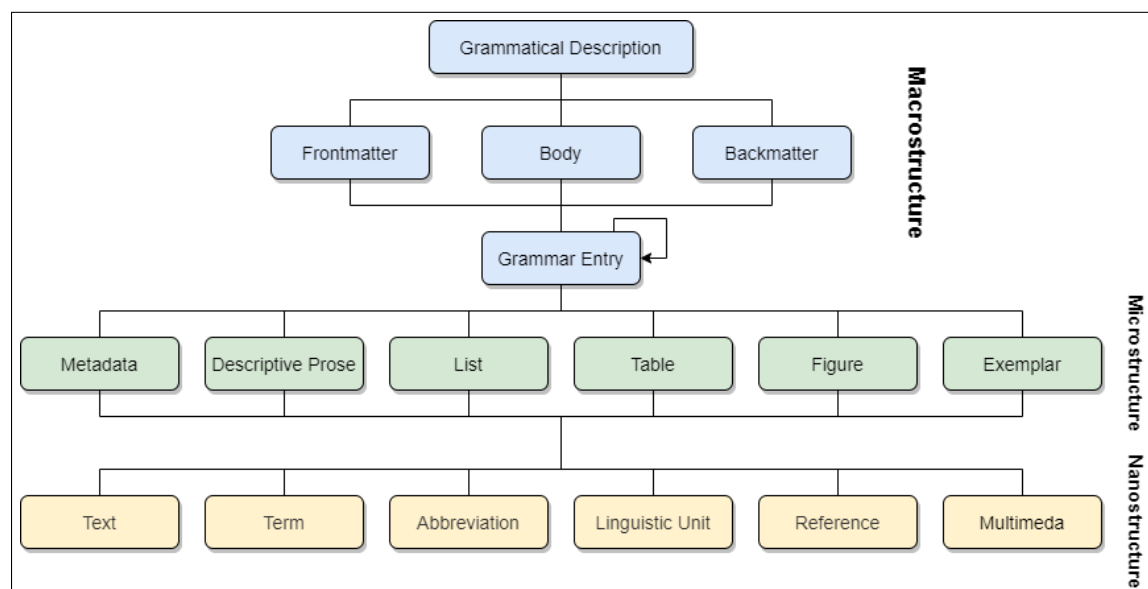 Grammatical Description
Macrostructure
Frontmatter
Body
Backmatter
Grammar Entry
Microstructure
Metadata
Descriptive Prose
List
Table
Figure
Exemplar
Nanostructure
Text
Term
Abbreviation
Linguistic Unit
Reference
Multimeda